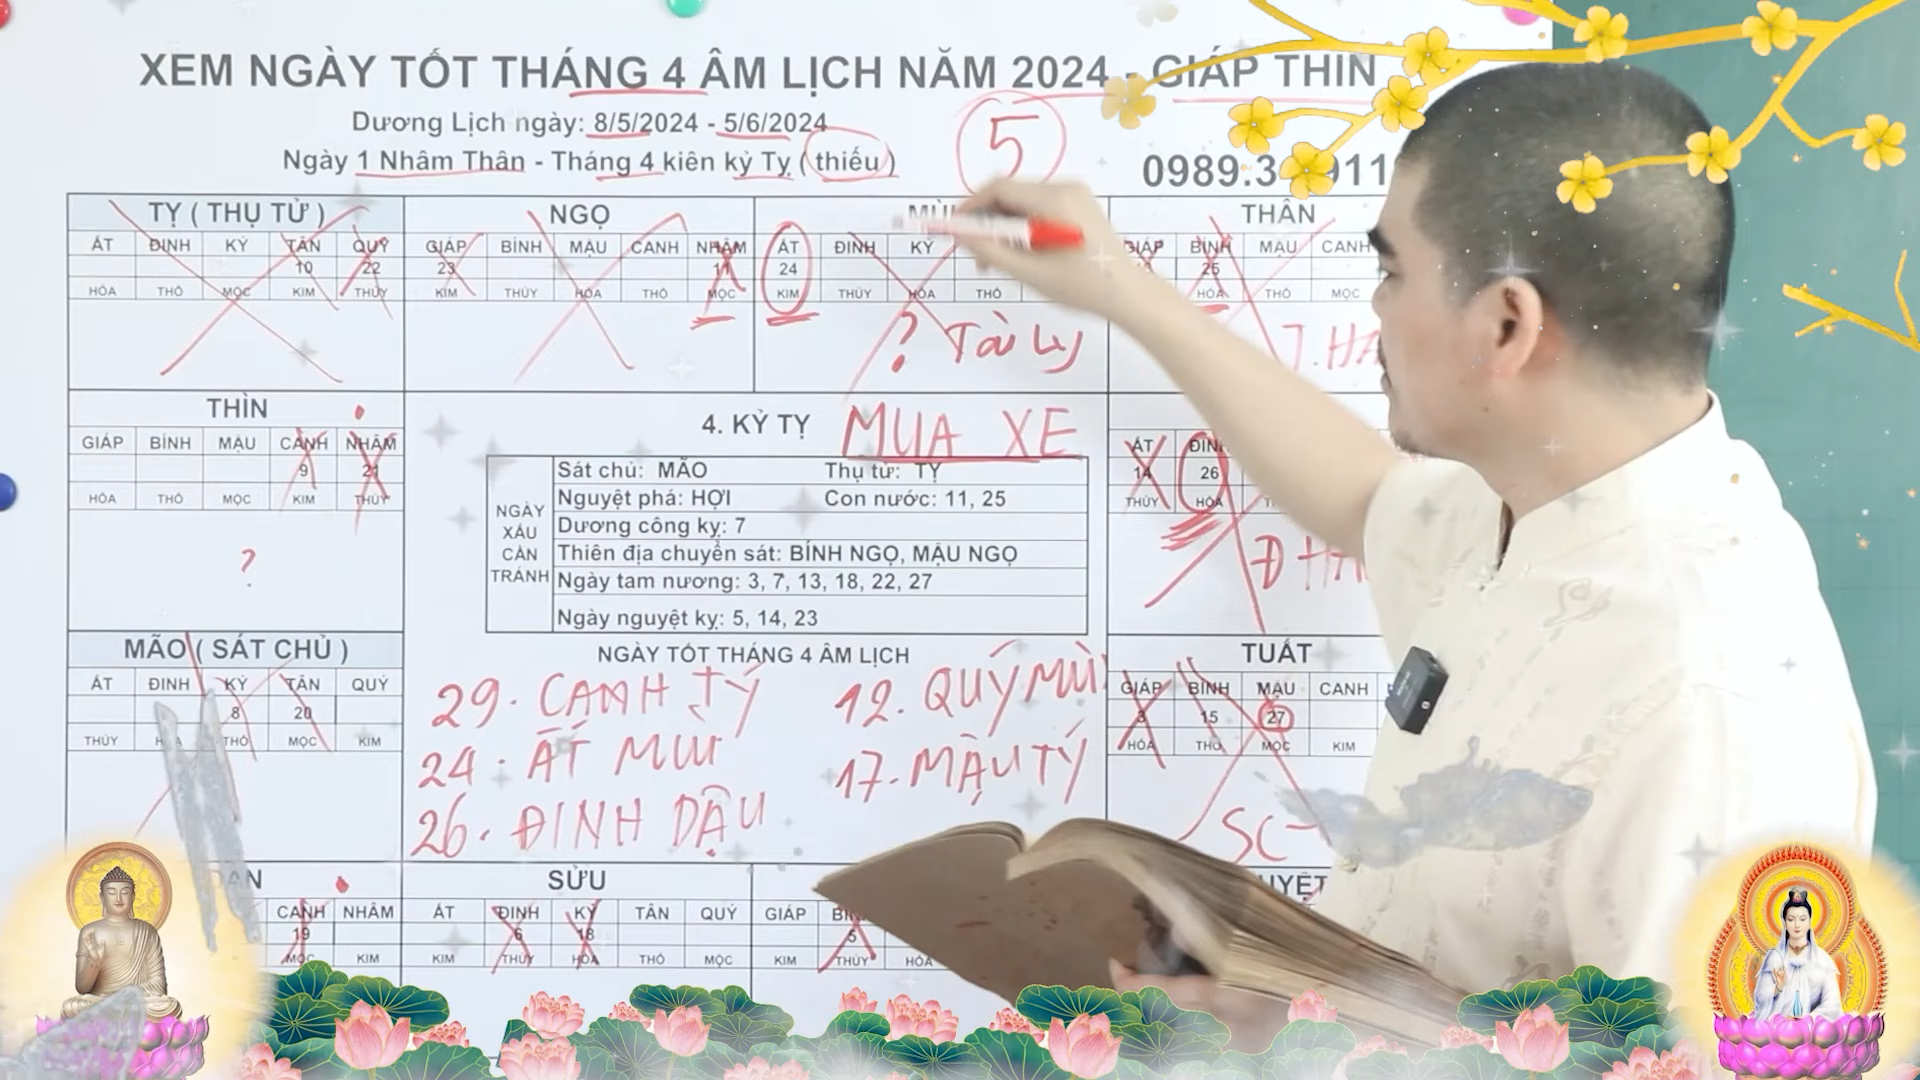 XEM NGÀY TỐT THÁNG 4 ÂM LỊCH NĂM 2024 - GIÁP THÌN
Dương Lịch ngày: 8/5/2024 - 5/6/2024
5
Ngày 1 Nhâm Thân - Tháng 4 kiên kỷ Tỵ ( thiếu )
0989.3
TỴ ( THỤ TỬ )
NGỌ
THÂN
ẤT ĐINH KỶ TÂN QUÝ
GIÁP BÍNH MẬU CANH NHÂM
ẤT ĐINH KỶ
GIÁP BÍNH MẬU CANH
10 22
23 11
24
25
HỎA THỔ MỘC KIM THỦY
KIM THỦY HỎA THỔ MỘC
KIM THỦY HỎA THỔ
HỎA THỔ MỘC
? Tài Ly
THÌN
GIÁP BÍNH MẬU CANH NHÂM
9 21
HỎA THỔ MỘC KIM THỦY
?
4. KỶ TỴ
MUA XE
NGÀY XẤU CẦN TRÁNH
Sát chủ: MÃO Thụ tử: TỴ
Nguyệt phá: HỢI Con nước: 11, 25
Dương công kỵ: 7
Thiên địa chuyển sát: BÍNH NGỌ, MẬU NGỌ
Ngày tam nương: 3, 7, 13, 18, 22, 27
Ngày nguyệt kỵ: 5, 14, 23
ẤT
14 26
THỦY HỎA
MÃO ( SÁT CHỦ )
ẤT ĐINH KỶ TÂN QUÝ
8 20
THỦY THỔ MỘC KIM
NGÀY TỐT THÁNG 4 ÂM LỊCH
29. CANH TÝ
12. QUÝ MÙI
24. ẤT MÙI
17. MẬU TÝ
26. ĐINH DẬU
TUẤT
GIÁP BÍNH MẬU CANH
3 15 27
HỎA THỔ MỘC KIM
SC
CANH NHÂM
19
MỘC KIM
SỬU
ẤT ĐINH KỶ TÂN QUÝ
6 18
KIM THỦY HỎA THỔ MỘC
GIÁP
5
KIM THỦY HỎA